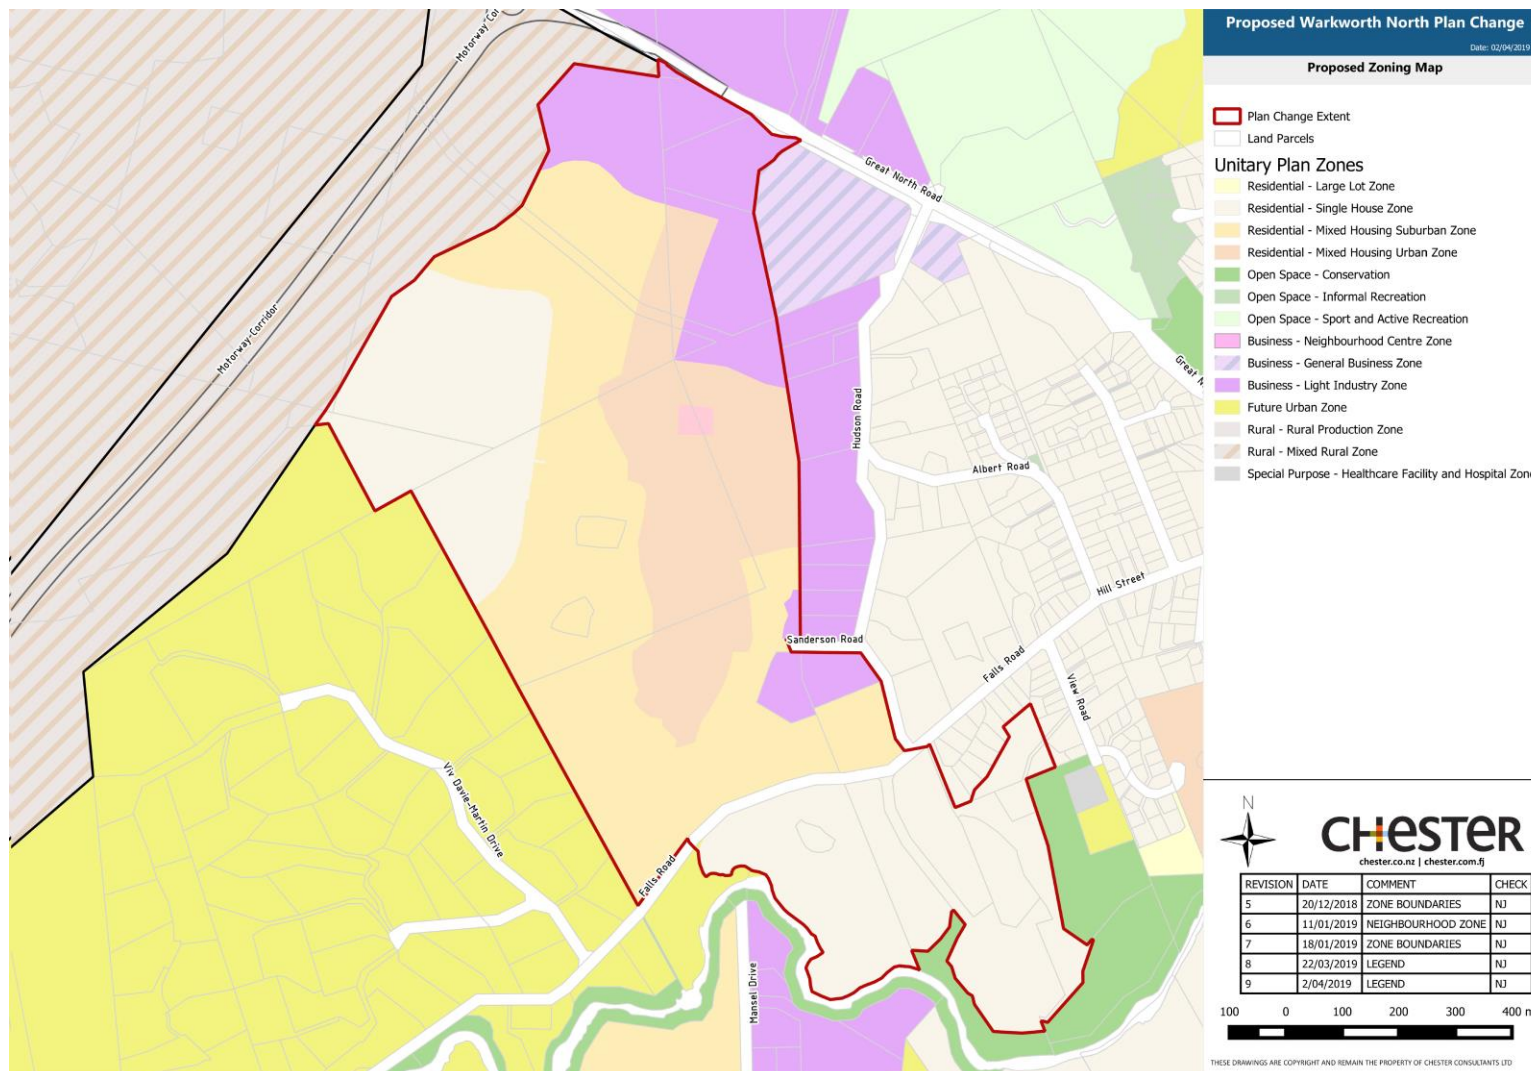 Motorway Cor
Great North Road
Motorway-Corridor
Hudson Road
Great N
Albert Road
Hill Street
Sanderson Road
Falls Road
View Road
Viv Davie-Martin Drive
Falls Road
Mansel Drive
Proposed Warkworth North Plan Change
Date: 02/04/2019
Proposed Zoning Map
Plan Change Extent
Land Parcels
Unitary Plan Zones
Residential - Large Lot Zone
Residential - Single House Zone
Residential - Mixed Housing Suburban Zone
Residential - Mixed Housing Urban Zone
Open Space - Conservation
Open Space - Informal Recreation
Open Space - Sport and Active Recreation
Business - Neighbourhood Centre Zone
Business - General Business Zone
Business - Light Industry Zone
Future Urban Zone
Rural - Rural Production Zone
Rural - Mixed Rural Zone
Special Purpose - Healthcare Facility and Hospital Zone
N
CHESTER
chester.co.nz | chester.com.fj
REVISION DATE COMMENT CHECK
5 20/12/2018 ZONE BOUNDARIES NJ
6 11/01/2019 NEIGHBOURHOOD ZONE NJ
7 18/01/2019 ZONE BOUNDARIES NJ
8 22/03/2019 LEGEND NJ
9 2/04/2019 LEGEND NJ
100 0 100 200 300 400 m
THESE DRAWINGS ARE COPYRIGHT AND REMAIN THE PROPERTY OF CHESTER CONSULTANTS LTD